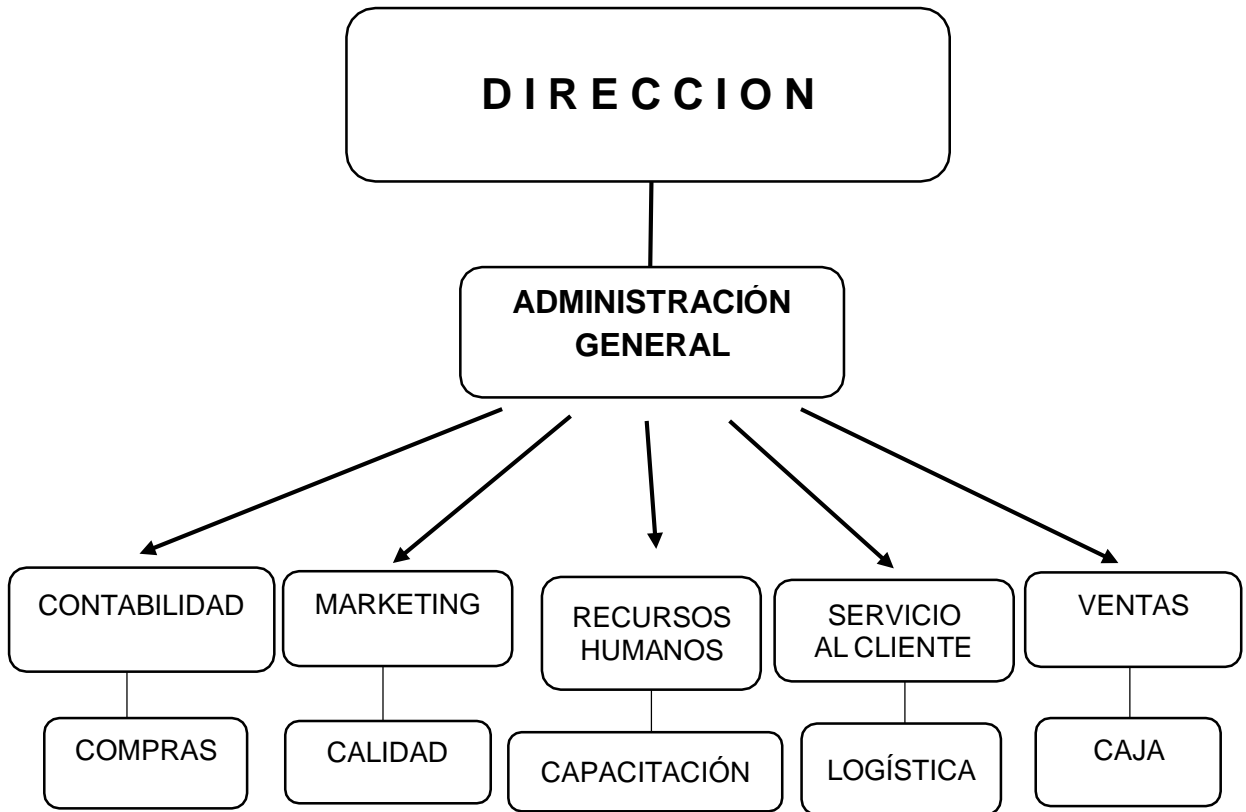 D I R E C C I O N
ADMINISTRACIÓN
GENERAL
CONTABILIDAD
MARKETING
RECURSOS
HUMANOS
SERVICIO
AL CLIENTE
VENTAS
COMPRAS
CALIDAD
CAPACITACIÓN
LOGÍSTICA
CAJA